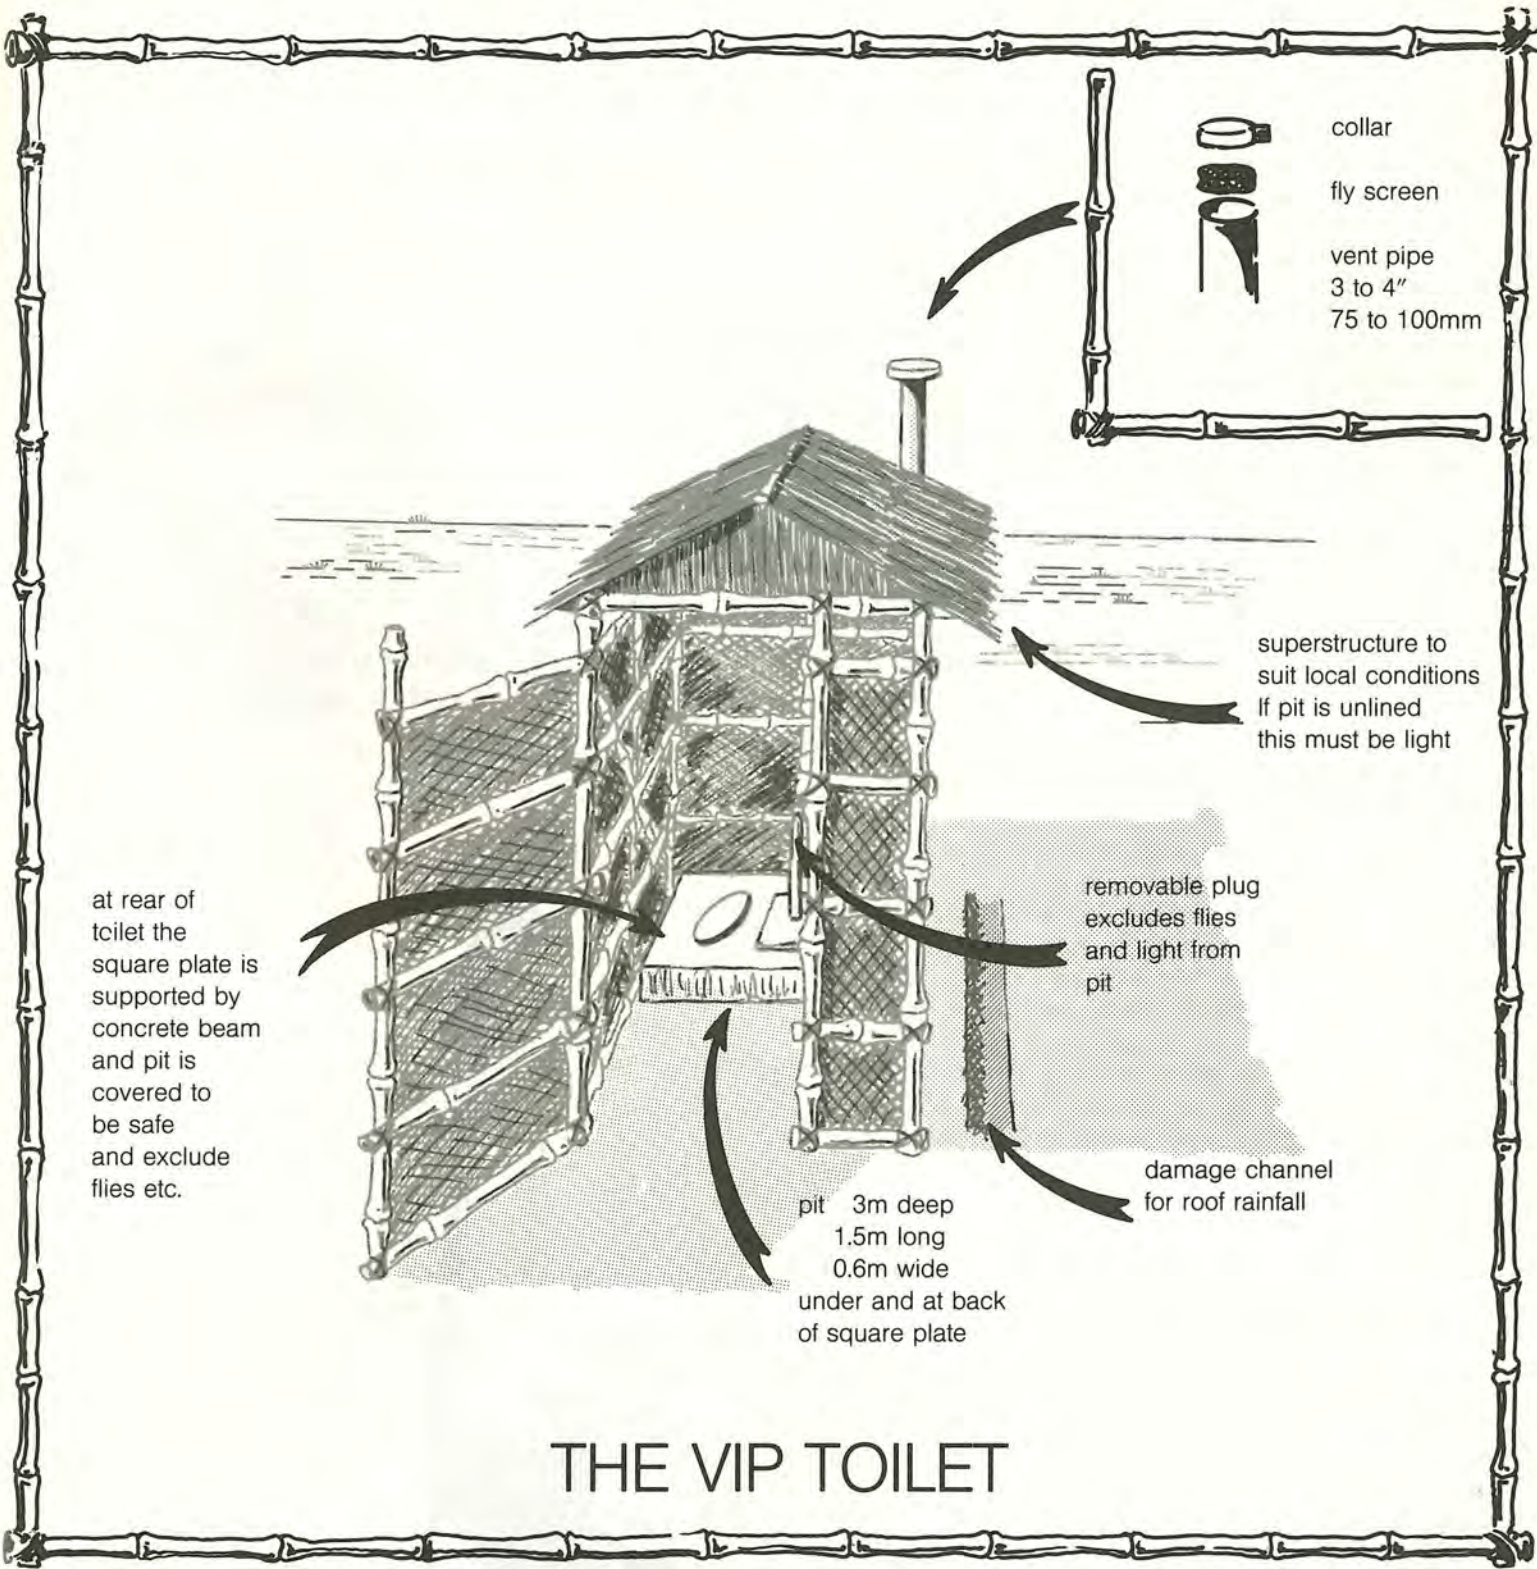 collar
fly screen
vent pipe
3 to 4"
75 to 100mm
superstructure to
suit local conditions
If pit is unlined
this must be light
at rear of
tcilet the
square plate is
supported by
concrete beam
and pit is
covered to
be safe
and exclude
flies etc.
removable plug
excludes flies
and light from
pit
damage channel
for roof rainfall
pit 3m deep
1.5m long
0.6m wide
under and at back
of square plate
THE VIP TOILET